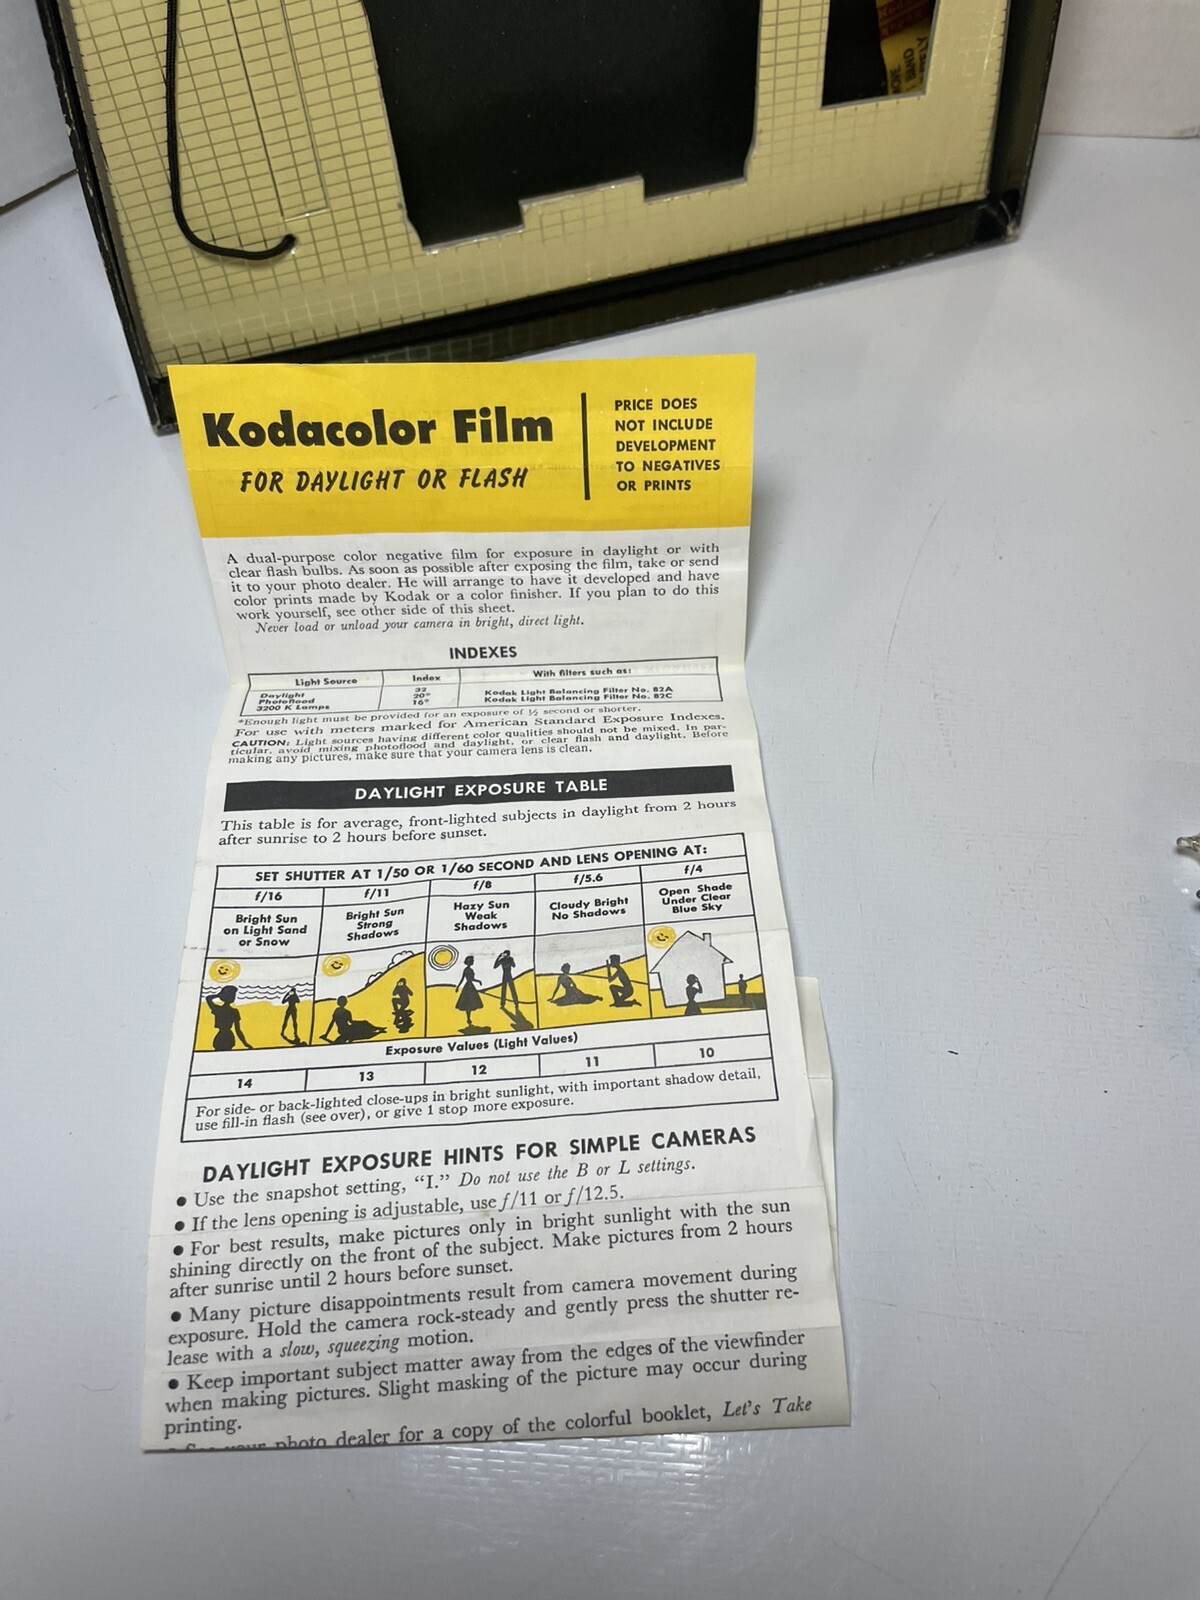 Kodacolor Film
FOR DAYLIGHT OR FLASH
PRICE DOES
NOT INCLUDE
DEVELOPMENT
TO NEGATIVES
OR PRINTS
A dual-purpose color negative film for exposure in daylight or with
clear flash bulbs. As soon as possible after exposing the film, take or send
it to your photo dealer. He will arrange to have it developed and have
color prints made by Kodak or a color finisher. If you plan to do this
work yourself, see other side of this sheet.
Never load or unload your camera in bright, direct light.
INDEXES
Light Source Index With filters such as:
Daylight 32
Photoflood 20* Kodak Light Balancing Filter No. 82A
3200 K Lamps 16* Kodak Light Balancing Filter No. 82C
*Enough light must be provided for an exposure of ½ second or shorter.
For use with meters marked for American Standard Exposure Indexes.
CAUTION: Light sources having different color qualities should not be mixed. In par-
ticular, avoid mixing photoflood and daylight, or clear flash and daylight. Before
making any pictures, make sure that your camera lens is clean.
DAYLIGHT EXPOSURE TABLE
This table is for average, front-lighted subjects in daylight from 2 hours
after sunrise to 2 hours before sunset.
SET SHUTTER AT 1/50 OR 1/60 SECOND AND LENS OPENING AT:
f/16 f/11 f/8 f/5.6 f/4
Bright Sun
on Light Sand
or Snow
Bright Sun
Strong
Shadows
Hazy Sun
Weak
Shadows
Cloudy Bright
No Shadows
Open Shade
Under Clear
Blue Sky
Exposure Values (Light Values)
14 13 12 11 10
For side- or back-lighted close-ups in bright sunlight, with important shadow detail,
use fill-in flash (see over), or give 1 stop more exposure.
DAYLIGHT EXPOSURE HINTS FOR SIMPLE CAMERAS
● Use the snapshot setting, “I.” Do not use the B or L settings.
● If the lens opening is adjustable, use f/11 or f/12.5.
● For best results, make pictures only in bright sunlight with the sun
shining directly on the front of the subject. Make pictures from 2 hours
after sunrise until 2 hours before sunset.
● Many picture disappointments result from camera movement during
exposure. Hold the camera rock-steady and gently press the shutter re-
lease with a slow, squeezing motion.
● Keep important subject matter away from the edges of the viewfinder
when making pictures. Slight masking of the picture may occur during
printing.
● See your photo dealer for a copy of the colorful booklet, Let's Take